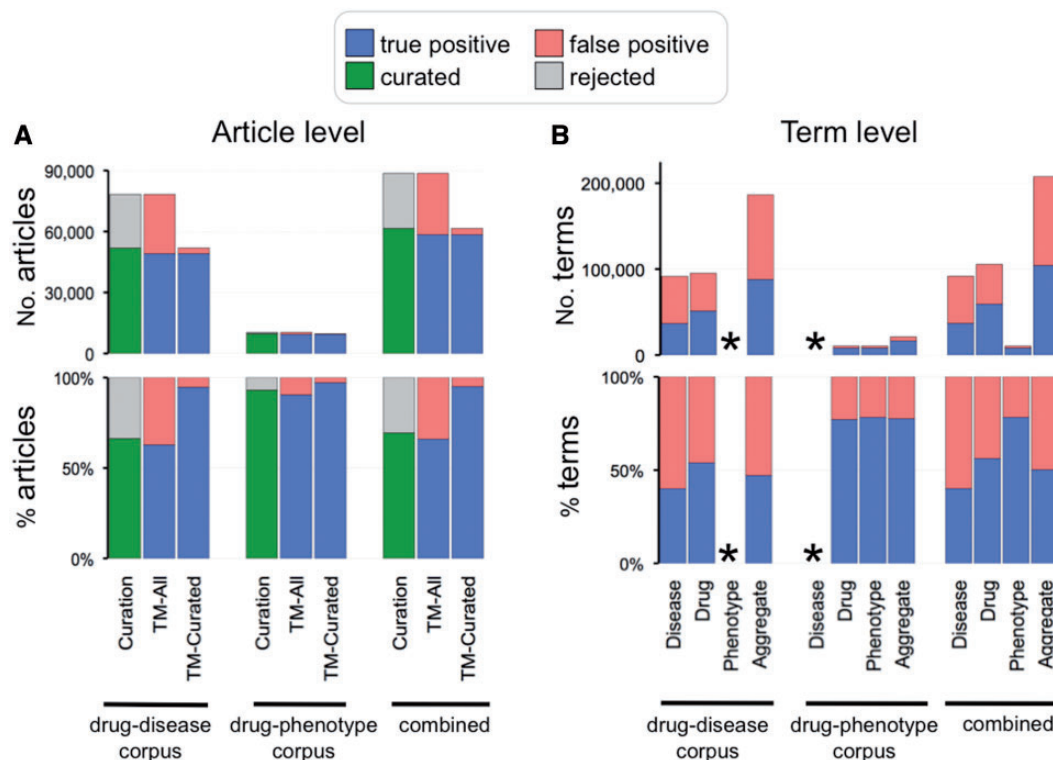 true positive
false positive
curated
rejected
A
Article level
No. articles
90,000
60,000
30,000
0
% articles
100%
50%
0%
Curation
TM-All
TM-Curated
Curation
TM-All
TM-Curated
Curation
TM-All
TM-Curated
drug-disease
corpus
drug-phenotype
corpus
combined
B
Term level
No. terms
200,000
100,000
0
*
*
% terms
100%
50%
0%
*
*
Disease
Drug
Phenotype
Aggregate
Disease
Drug
Phenotype
Aggregate
Disease
Drug
Phenotype
Aggregate
drug-disease
corpus
drug-phenotype
corpus
combined